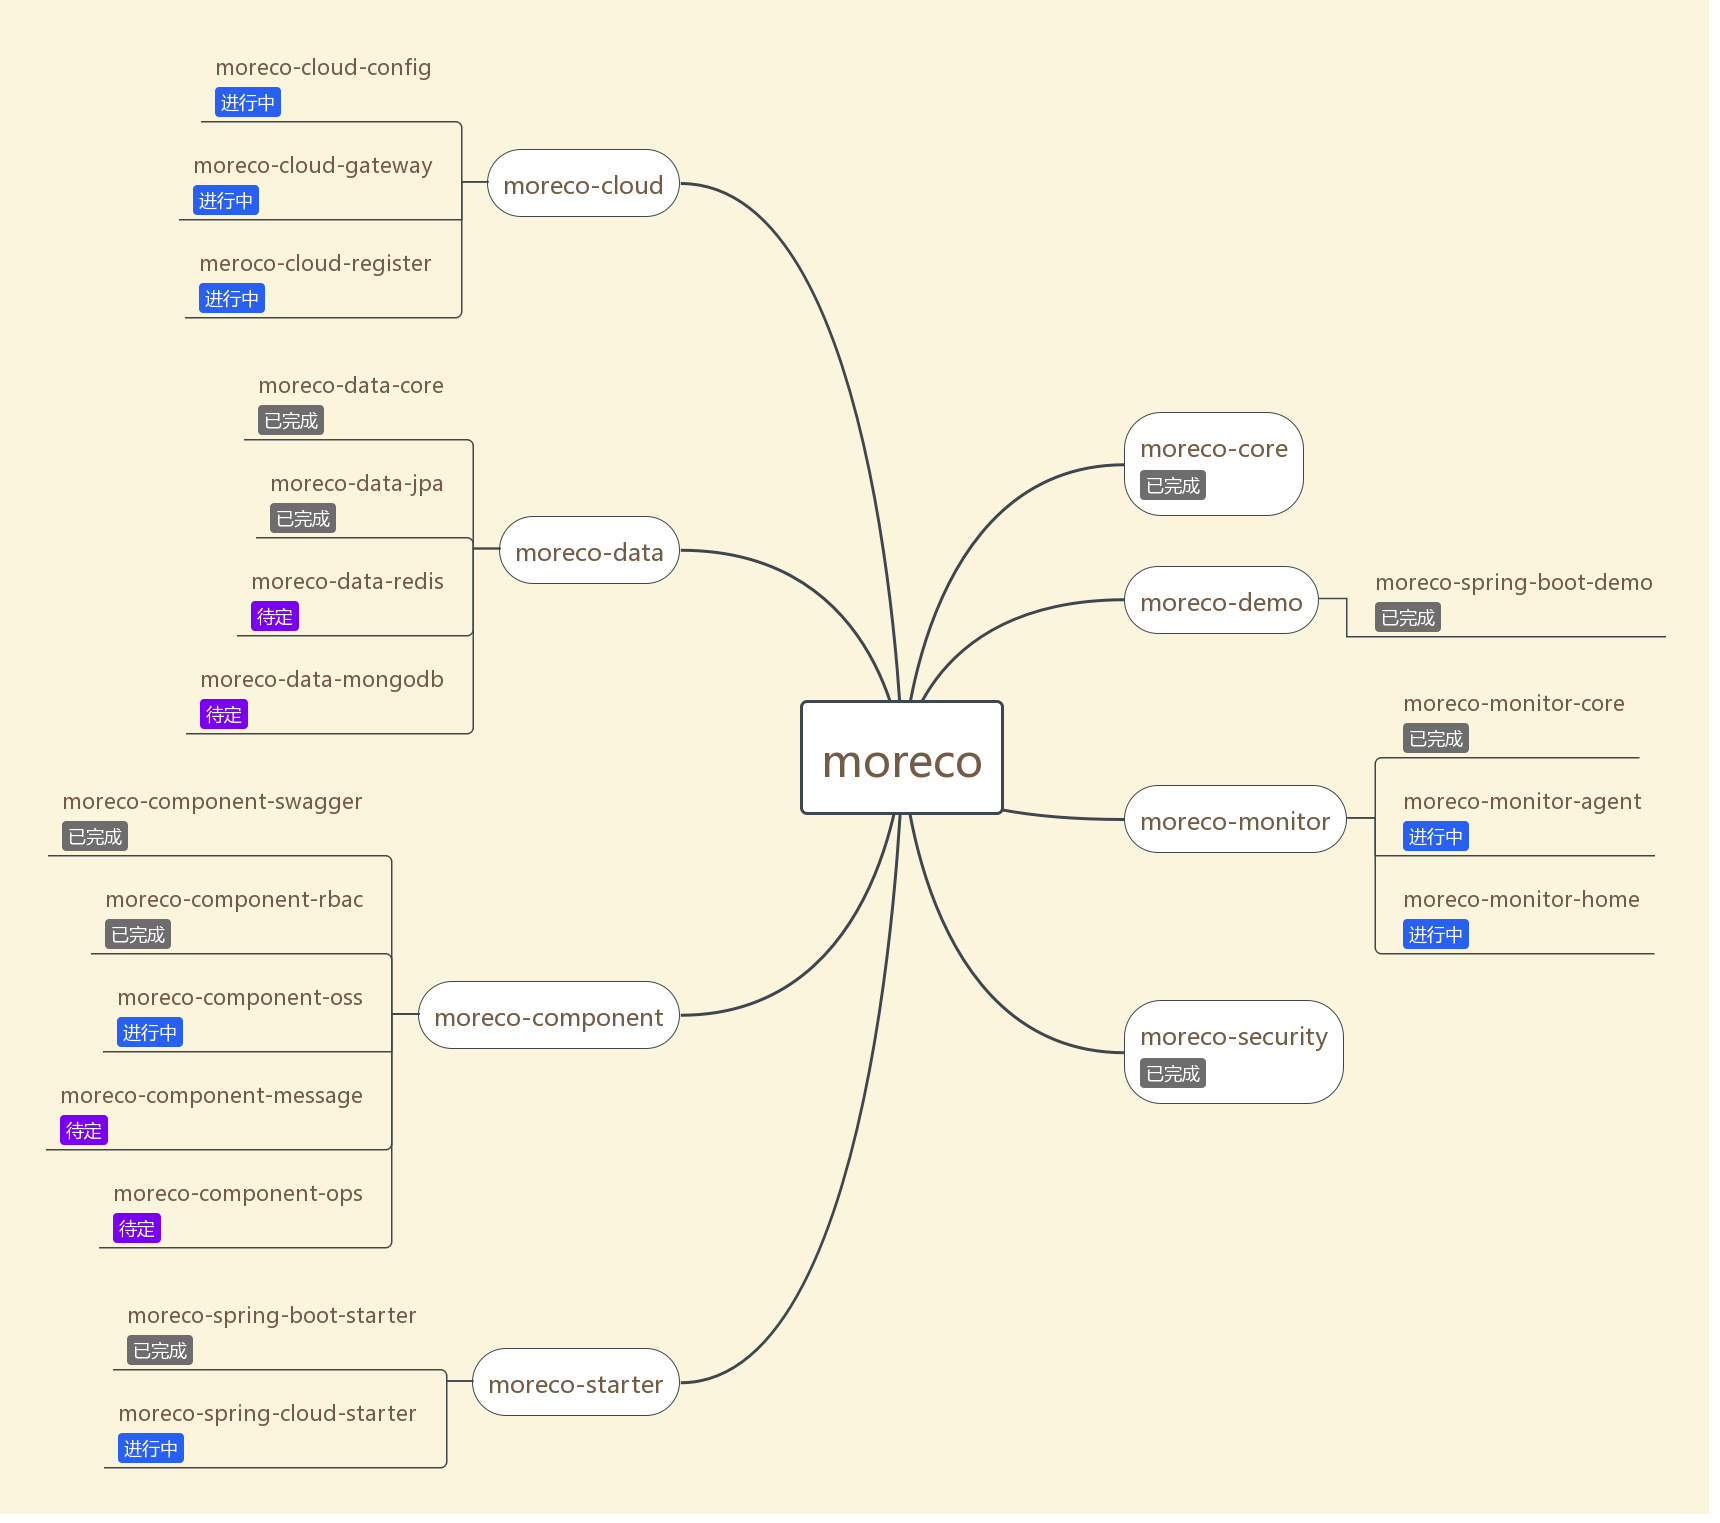 moreco-cloud-config
进行中
moreco-cloud-gateway
进行中
meroco-cloud-register
进行中
moreco-cloud
moreco-data-core
已完成
moreco-data-jpa
已完成
moreco-data-redis
待定
moreco-data-mongodb
待定
moreco-data
moreco-component-swagger
已完成
moreco-component-rbac
已完成
moreco-component-oss
进行中
moreco-component-message
待定
moreco-component-ops
待定
moreco-component
moreco-spring-boot-starter
已完成
moreco-spring-cloud-starter
进行中
moreco-starter
moreco
moreco-core
已完成
moreco-demo
moreco-spring-boot-demo
已完成
moreco-monitor
moreco-monitor-core
已完成
moreco-monitor-agent
进行中
moreco-monitor-home
进行中
moreco-security
已完成